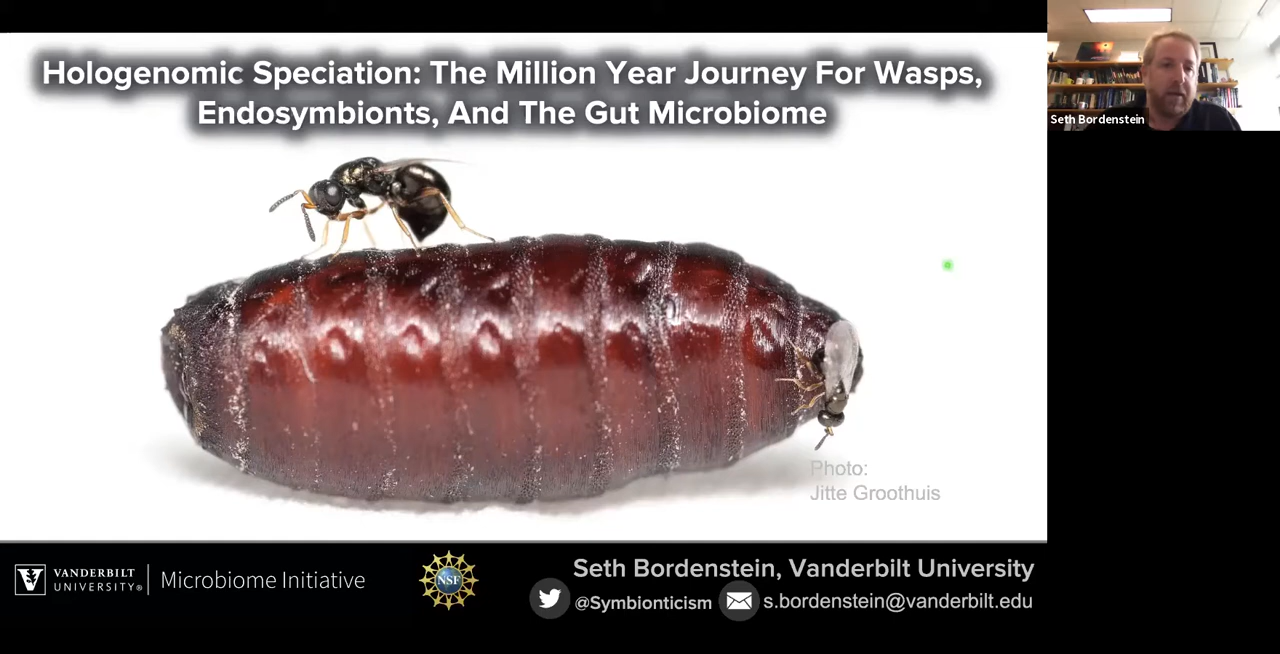 Hologenomic Speciation: The Million Year Journey For Wasps,
Endosymbionts, And The Gut Microbiome
Seth Bordenstein
Photo:
Jitte Groothuis
VANDERBILT
UNIVERSITY®
Microbiome Initiative
NSF
Seth Bordenstein, Vanderbilt University
@Symbionticism
s.bordenstein@vanderbilt.edu